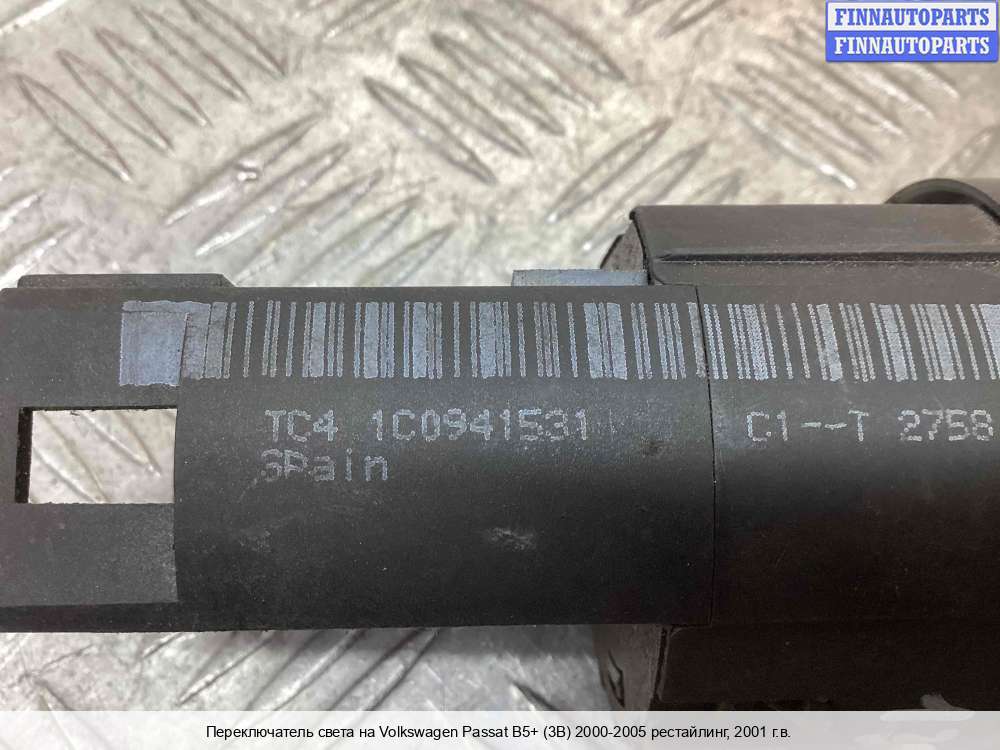 FINNAUTOPARTS
FINNAUTOPARTS
TC4 1C0941531 C1--T 2758
SPain
Переключатель света на Volkswagen Passat B5+ (3B) 2000-2005 рестайлинг, 2001 г.в.